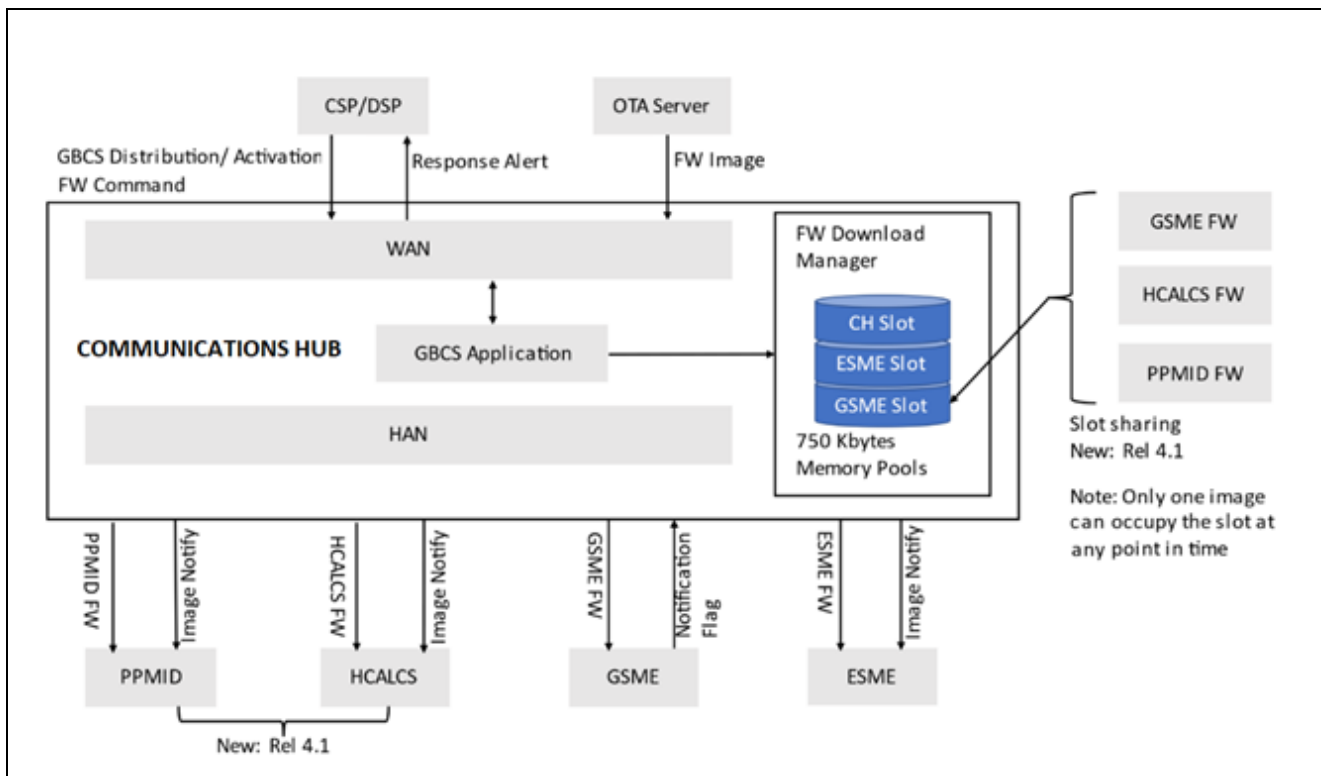 CSP/DSP
OTA Server
GBCS Distribution/ Activation
FW Command
Response Alert
FW Image
WAN
FW Download
Manager
CH Slot
ESME Slot
GSME Slot
750 Kbytes
Memory Pools
COMMUNICATIONS HUB
GBCS Application
HAN
GSME FW
HCALCS FW
PPMID FW
Slot sharing
New: Rel 4.1
Note: Only one image
can occupy the slot at
any point in time
PPMID FW
Image Notify
HCALCS FW
Image Notify
GSME FW
Notification
Flag
ESME FW
Image Notify
PPMID
HCALCS
GSME
ESME
New: Rel 4.1